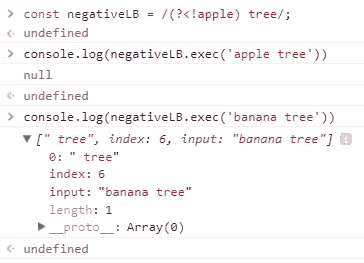 > const negativeLB = /(?<!apple) tree/;
< undefined
> console.log(negativeLB.exec('apple tree'))
null
< undefined
> console.log(negativeLB.exec('banana tree'))
▼ [" tree", index: 6, input: "banana tree"] i
0: " tree"
index: 6
input: "banana tree"
length: 1
▶ __proto__: Array(0)
< undefined